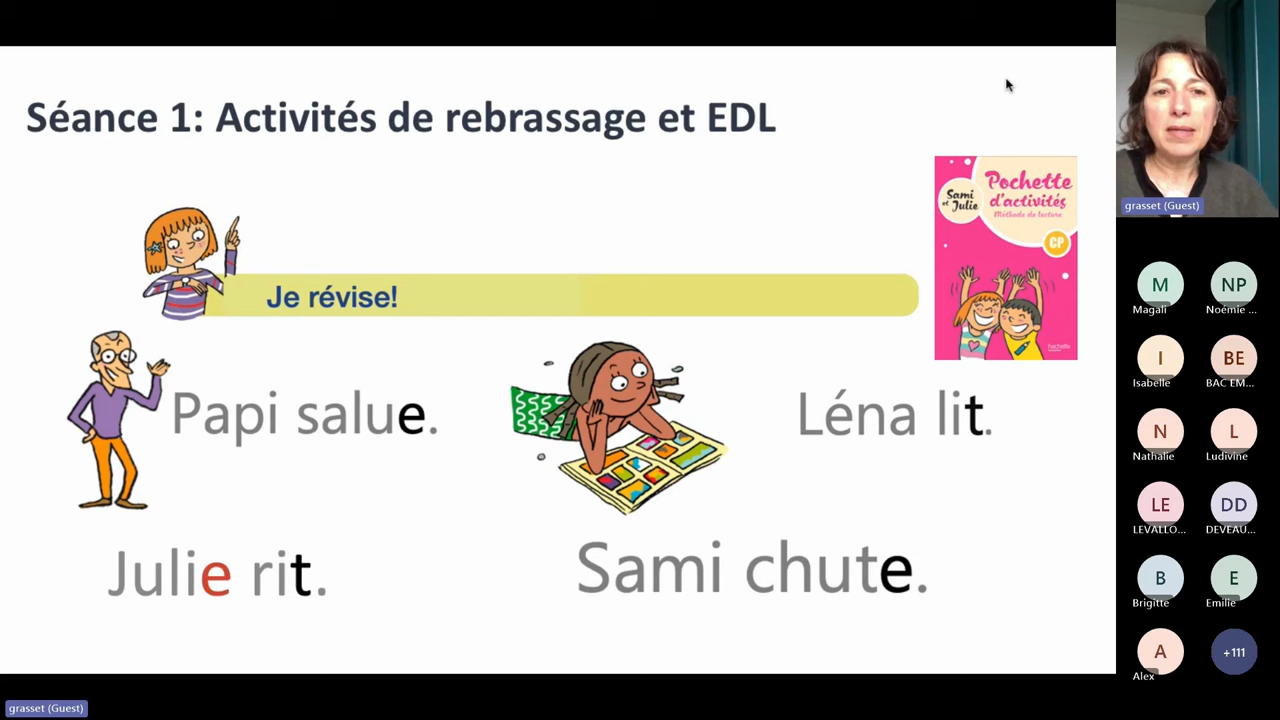 Séance 1: Activités de rebrassage et EDL
Sami et Julie
Pochette
d'activités
Méthode de lecture
CP
hachette
Je révise!
Papi salue.
Léna lit.
Julie rit.
Sami chute.
grasset (Guest)
M
Magali
NP
Noémie ...
I
Isabelle
BE
BAC EM...
N
Nathalie
L
Ludivine
LE
LEVALLO...
DD
DEVEAU...
B
Brigitte
E
Emilie
A
Alex
+111
grasset (Guest)